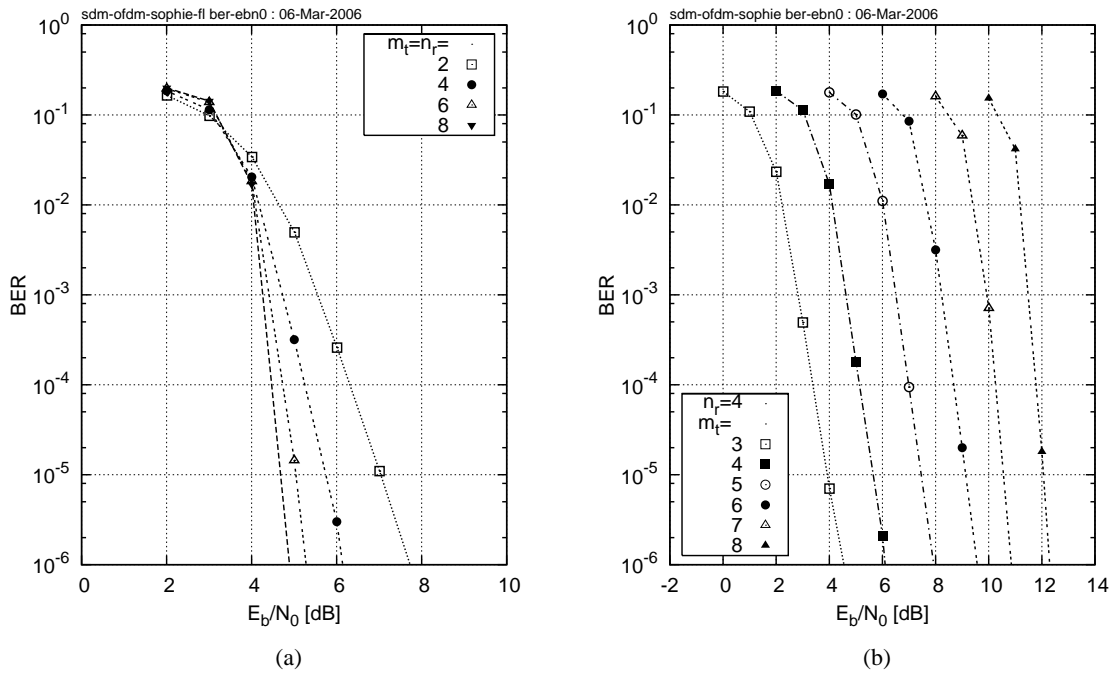 sdm-ofdm-sophie-fl ber-ebn0 : 06-Mar-2006
10^0
10^-1
10^-2
10^-3
10^-4
10^-5
10^-6
BER
m_t=n_r=
2
4
6
8
0 2 4 6 8 10
E_b/N_0 [dB]
(a)
sdm-ofdm-sophie ber-ebn0 : 06-Mar-2006
10^0
10^-1
10^-2
10^-3
10^-4
10^-5
10^-6
BER
n_r=4
m_t=
3
4
5
6
7
8
-2 0 2 4 6 8 10 12 14
E_b/N_0 [dB]
(b)